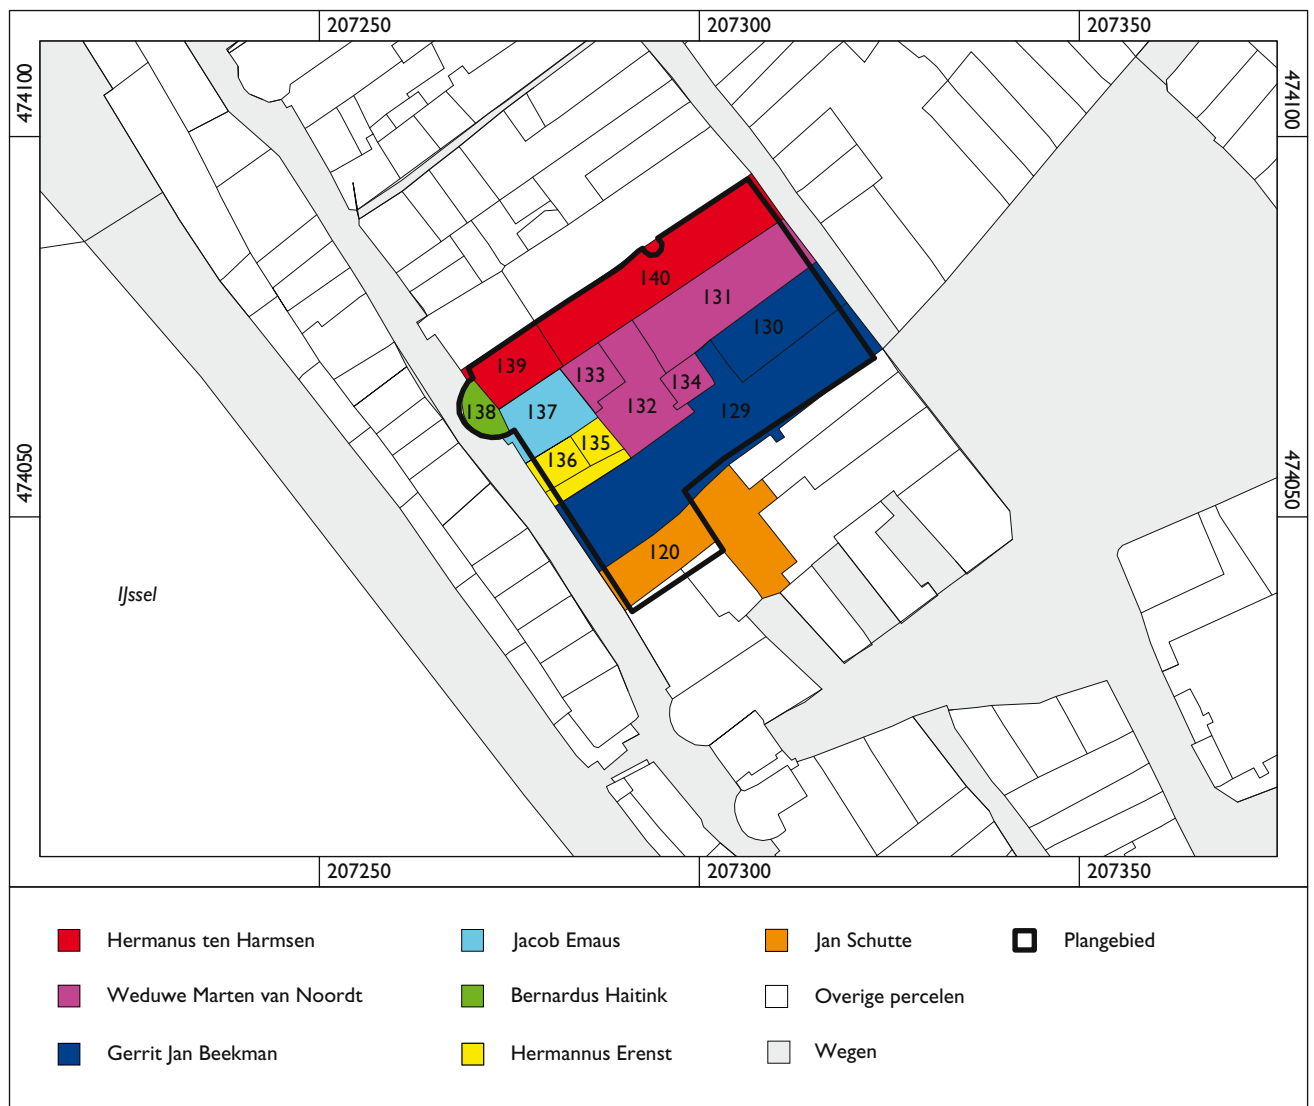 207250 207300 207350
474100 474100
140
131
130
139
133
134
138 137 132 129
135
136
474050 474050
120
IJssel
207250 207300 207350
Hermanus ten Harmsen Jacob Emaus Jan Schutte Plangebied
Weduwe Marten van Noordt Bernardus Haitink Overige percelen
Gerrit Jan Beekman Hermannus Erenst Wegen